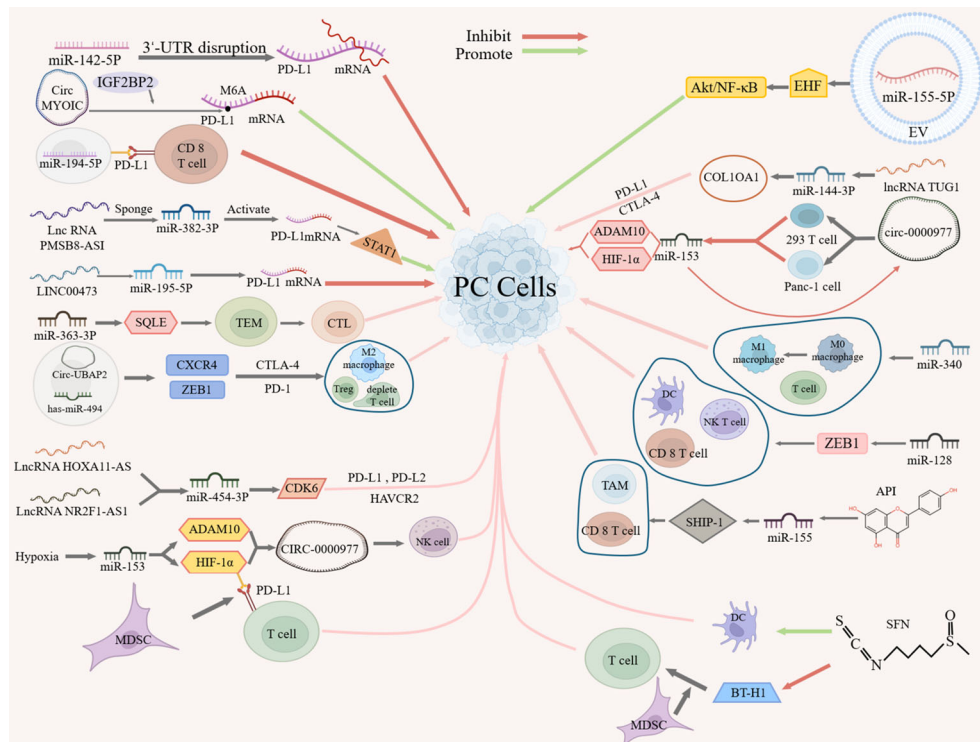 Inhibit
Promote
miR-142-5P
3'-UTR disruption
PD-L1
mRNA
Circ
MYOIC
IGF2BP2
M6A
PD-L1
mRNA
miR-194-5P
PD-L1
CD 8
T cell
Lnc RNA
PMSB8-ASI
Sponge
miR-382-3P
Activate
PD-L1mRNA
STAT1
LINC00473
miR-195-5P
PD-L1 mRNA
miR-363-3P
SQLE
TEM
CTL
Circ-UBAP2
has-miR-494
CXCR4
ZEB1
CTLA-4
PD-1
M2
macrophage
Treg
deplete
T cell
LncRNA HOXA11-AS
LncRNA NR2F1-AS1
miR-454-3P
CDK6
PD-L1 , PD-L2
HAVCR2
Hypoxia
miR-153
ADAM10
HIF-1α
CIRC-0000977
NK cell
PD-L1
MDSC
T cell
PC Cells
Akt/NF-κB
EHF
miR-155-5P
EV
PD-L1
CTLA-4
COL1OA1
miR-144-3P
lncRNA TUG1
ADAM10
HIF-1α
miR-153
293 T cell
Panc-1 cell
circ-0000977
M1
macrophage
M0
macrophage
T cell
miR-340
DC
NK T cell
CD 8 T cell
ZEB1
miR-128
TAM
CD 8 T cell
SHIP-1
miR-155
API
OH
HO
O
OH
O
DC
SFN
S
C
N
S
O
T cell
BT-H1
MDSC